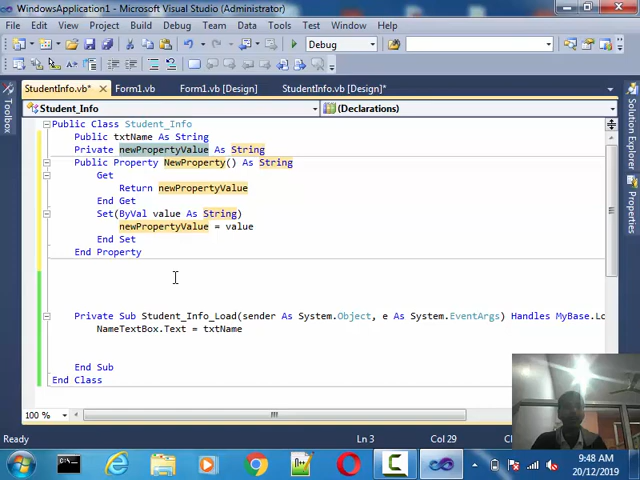 WindowsApplication1 - Microsoft Visual Studio (Administrator)
File Edit View Project Build Debug Team Data Tools Test Window Help
Debug
StudentInfo.vb* Form1.vb Form1.vb [Design] StudentInfo.vb [Design]*
Student_Info (Declarations)
Public Class Student_Info
Public txtName As String
Private newPropertyValue As String
Public Property NewProperty() As String
Get
Return newPropertyValue
End Get
Set(ByVal value As String)
newPropertyValue = value
End Set
End Property
Private Sub Student_Info_Load(sender As System.Object, e As System.EventArgs) Handles MyBase.Lo
NameTextBox.Text = txtName
End Sub
End Class
Toolbox
Solution Explorer
Properties
100 %
Ready Ln 3 Col 29
9:48 AM
20/12/2019